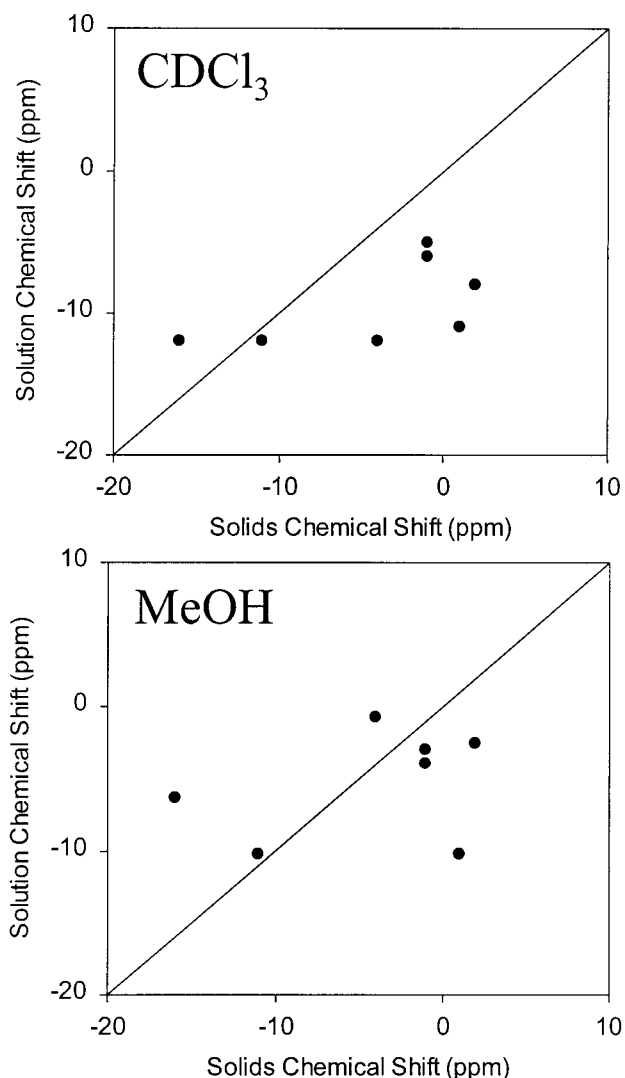 10
CDCl₃
0
-10
-20
Solution Chemical Shift (ppm)
-20 -10 0 10
Solids Chemical Shift (ppm)
10
MeOH
0
-10
-20
Solution Chemical Shift (ppm)
-20 -10 0 10
Solids Chemical Shift (ppm)